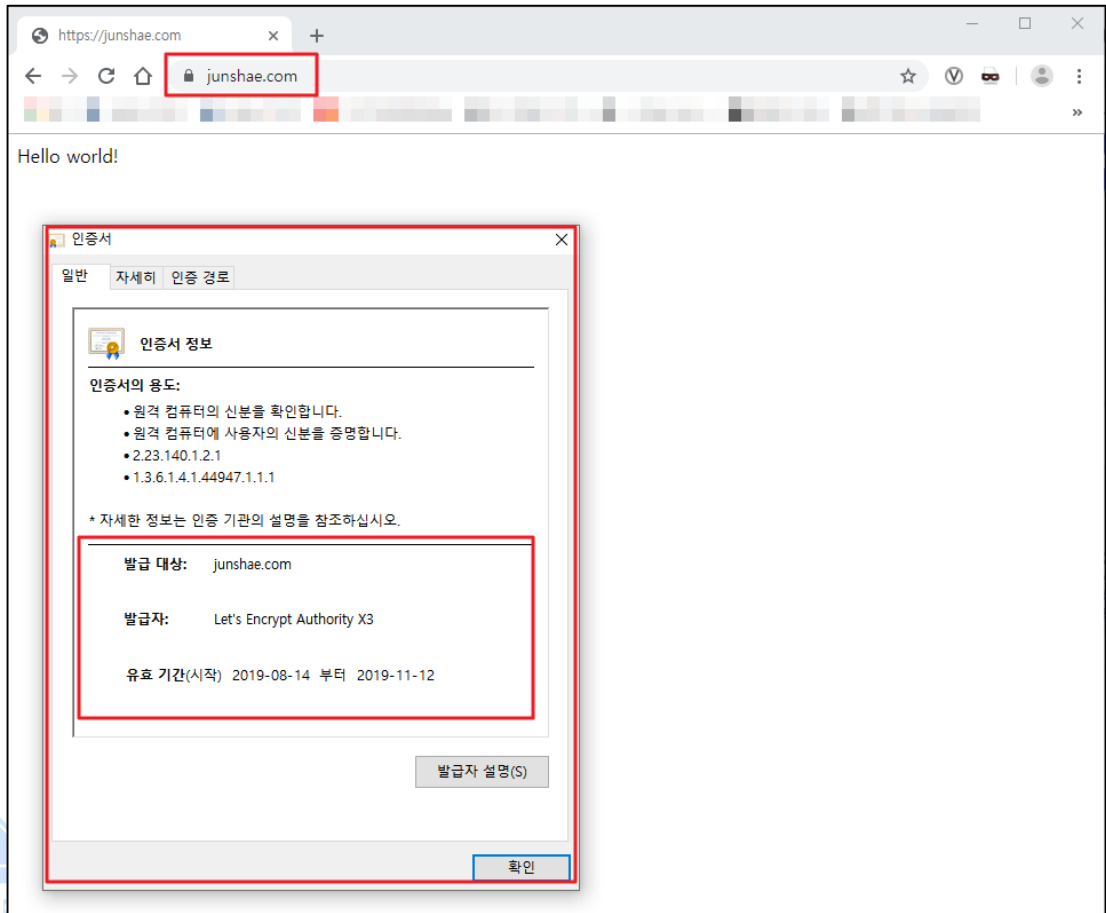 https://junshae.com
junshae.com
Hello world!
인증서
일반 자세히 인증 경로
인증서 정보
인증서의 용도:
• 원격 컴퓨터의 신분을 확인합니다.
• 원격 컴퓨터에 사용자의 신분을 증명합니다.
• 2.23.140.1.2.1
• 1.3.6.1.4.1.44947.1.1.1
* 자세한 정보는 인증 기관의 설명을 참조하십시오.
발급 대상: junshae.com
발급자: Let's Encrypt Authority X3
유효 기간(시작) 2019-08-14 부터 2019-11-12
발급자 설명(S)
확인